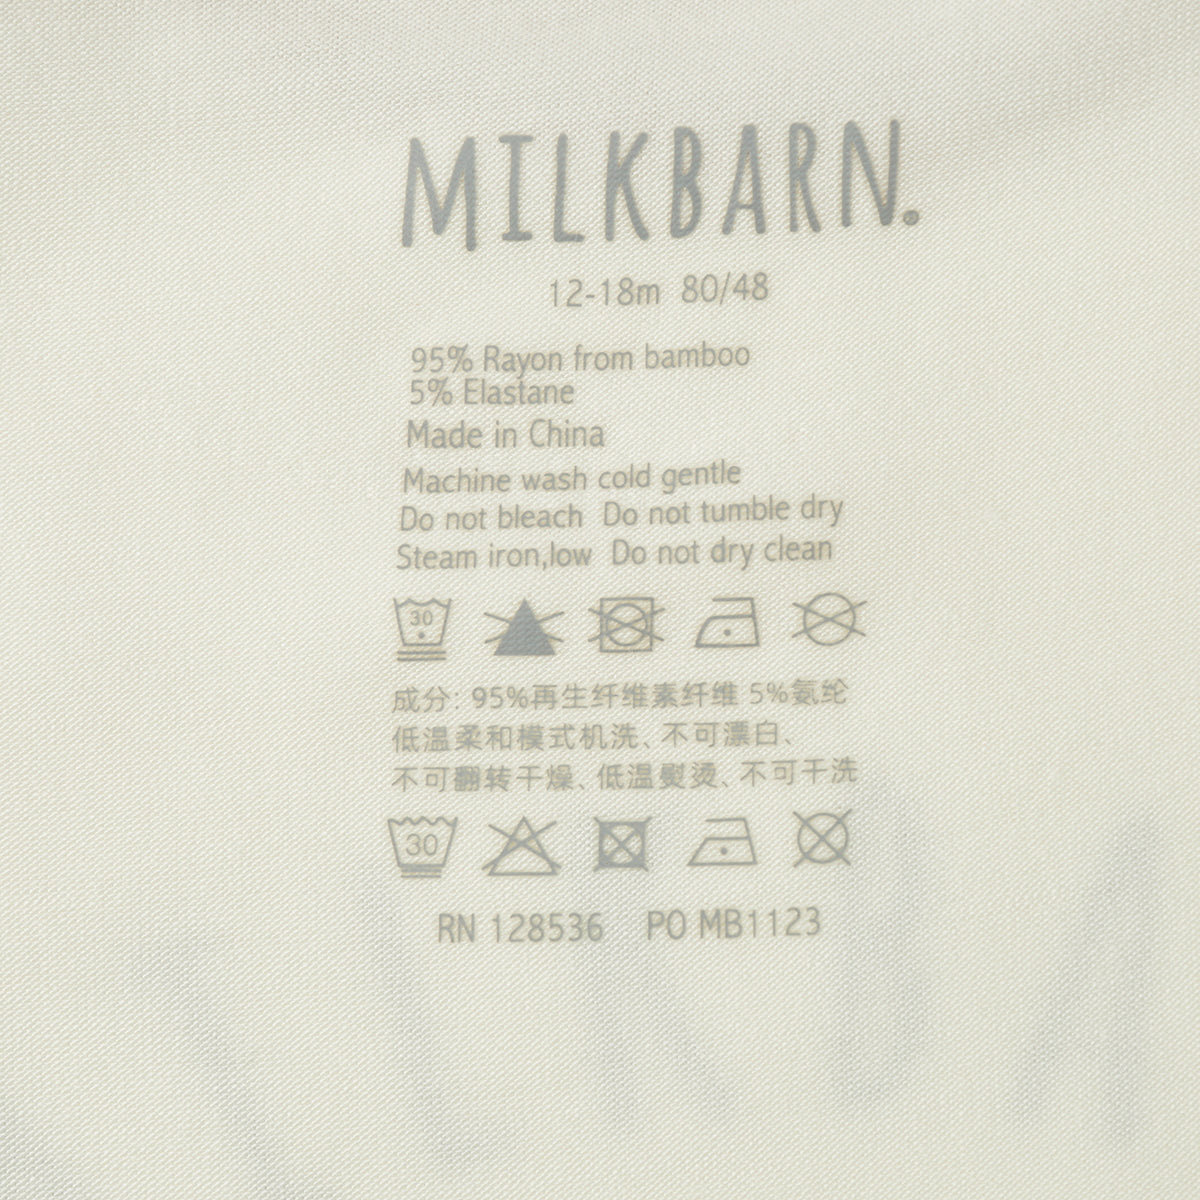 MILKBARN®
12-18m 80/48
95% Rayon from bamboo
5% Elastane
Made in China
Machine wash cold gentle
Do not bleach Do not tumble dry
Steam iron,low Do not dry clean
30
成分: 95%再生纤维素纤维 5%氨纶
低温柔和模式机洗、不可漂白、
不可翻转干燥、低温熨烫、不可干洗
30
RN 128536 PO MB1123